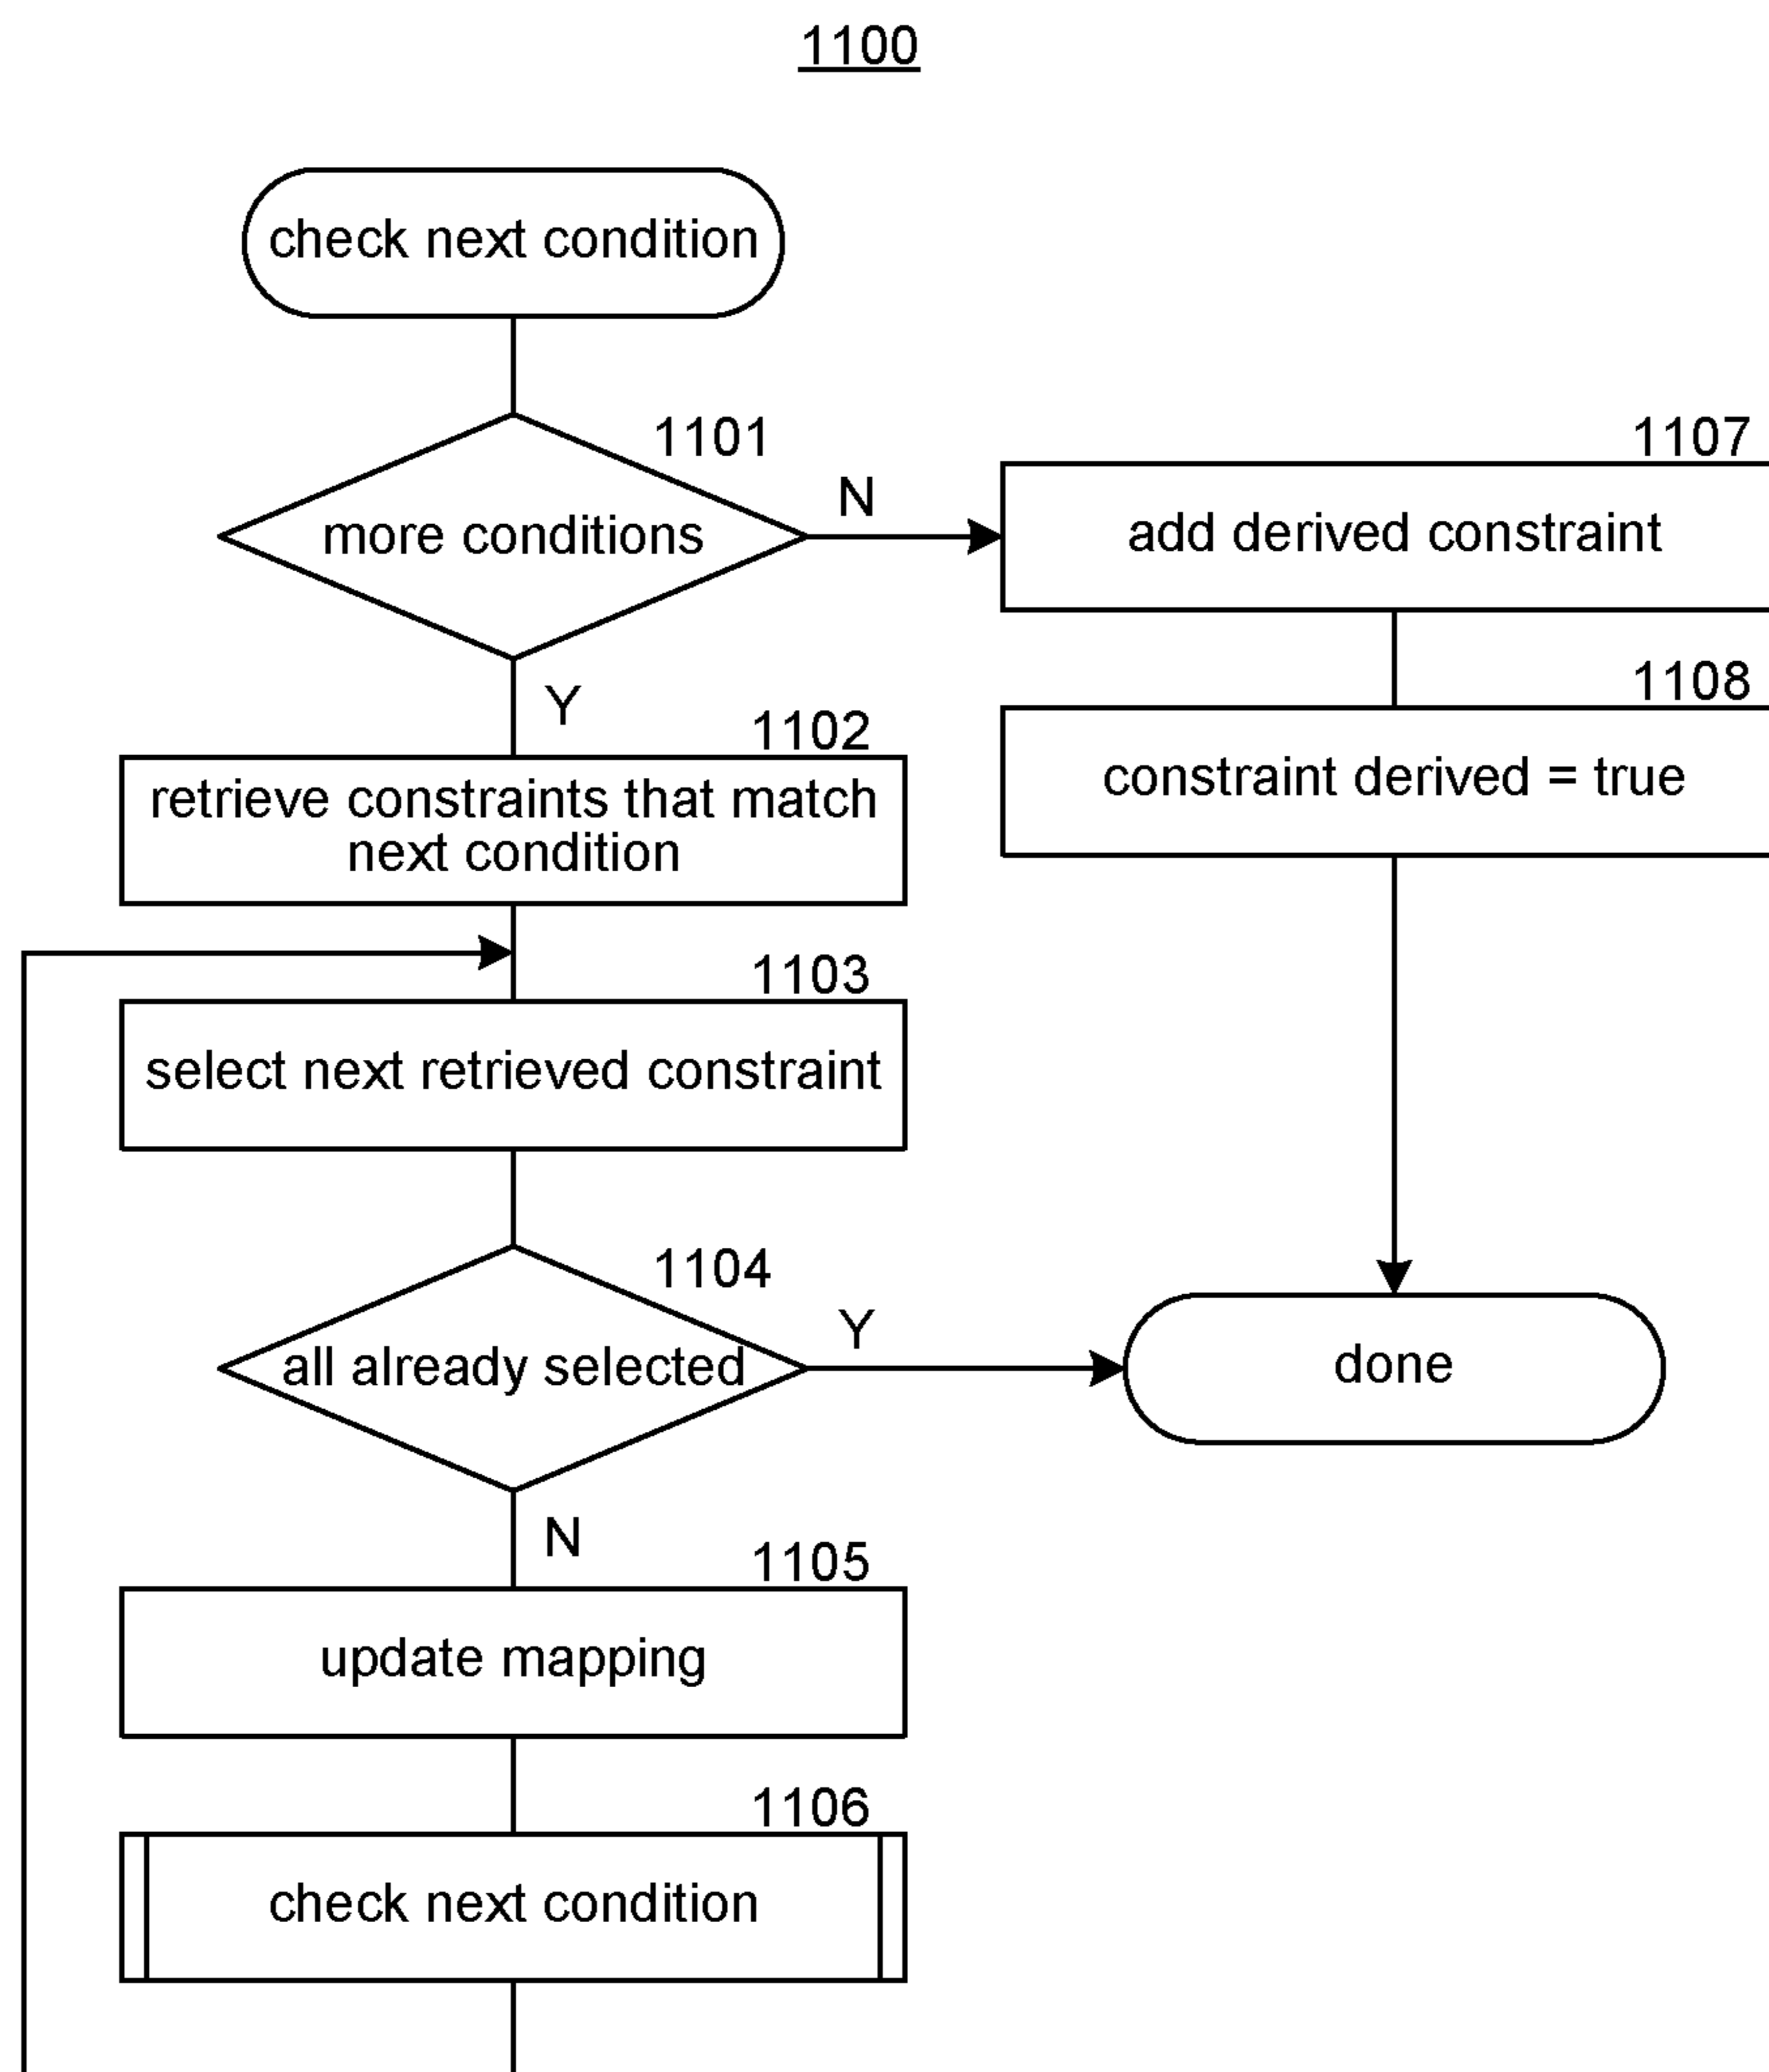 1100
check next condition
1101
more conditions
N
Y
1107
add derived constraint
1108
constraint derived = true
1102
retrieve constraints that match
next condition
1103
select next retrieved constraint
1104
all already selected
Y
done
N
1105
update mapping
1106
check next condition